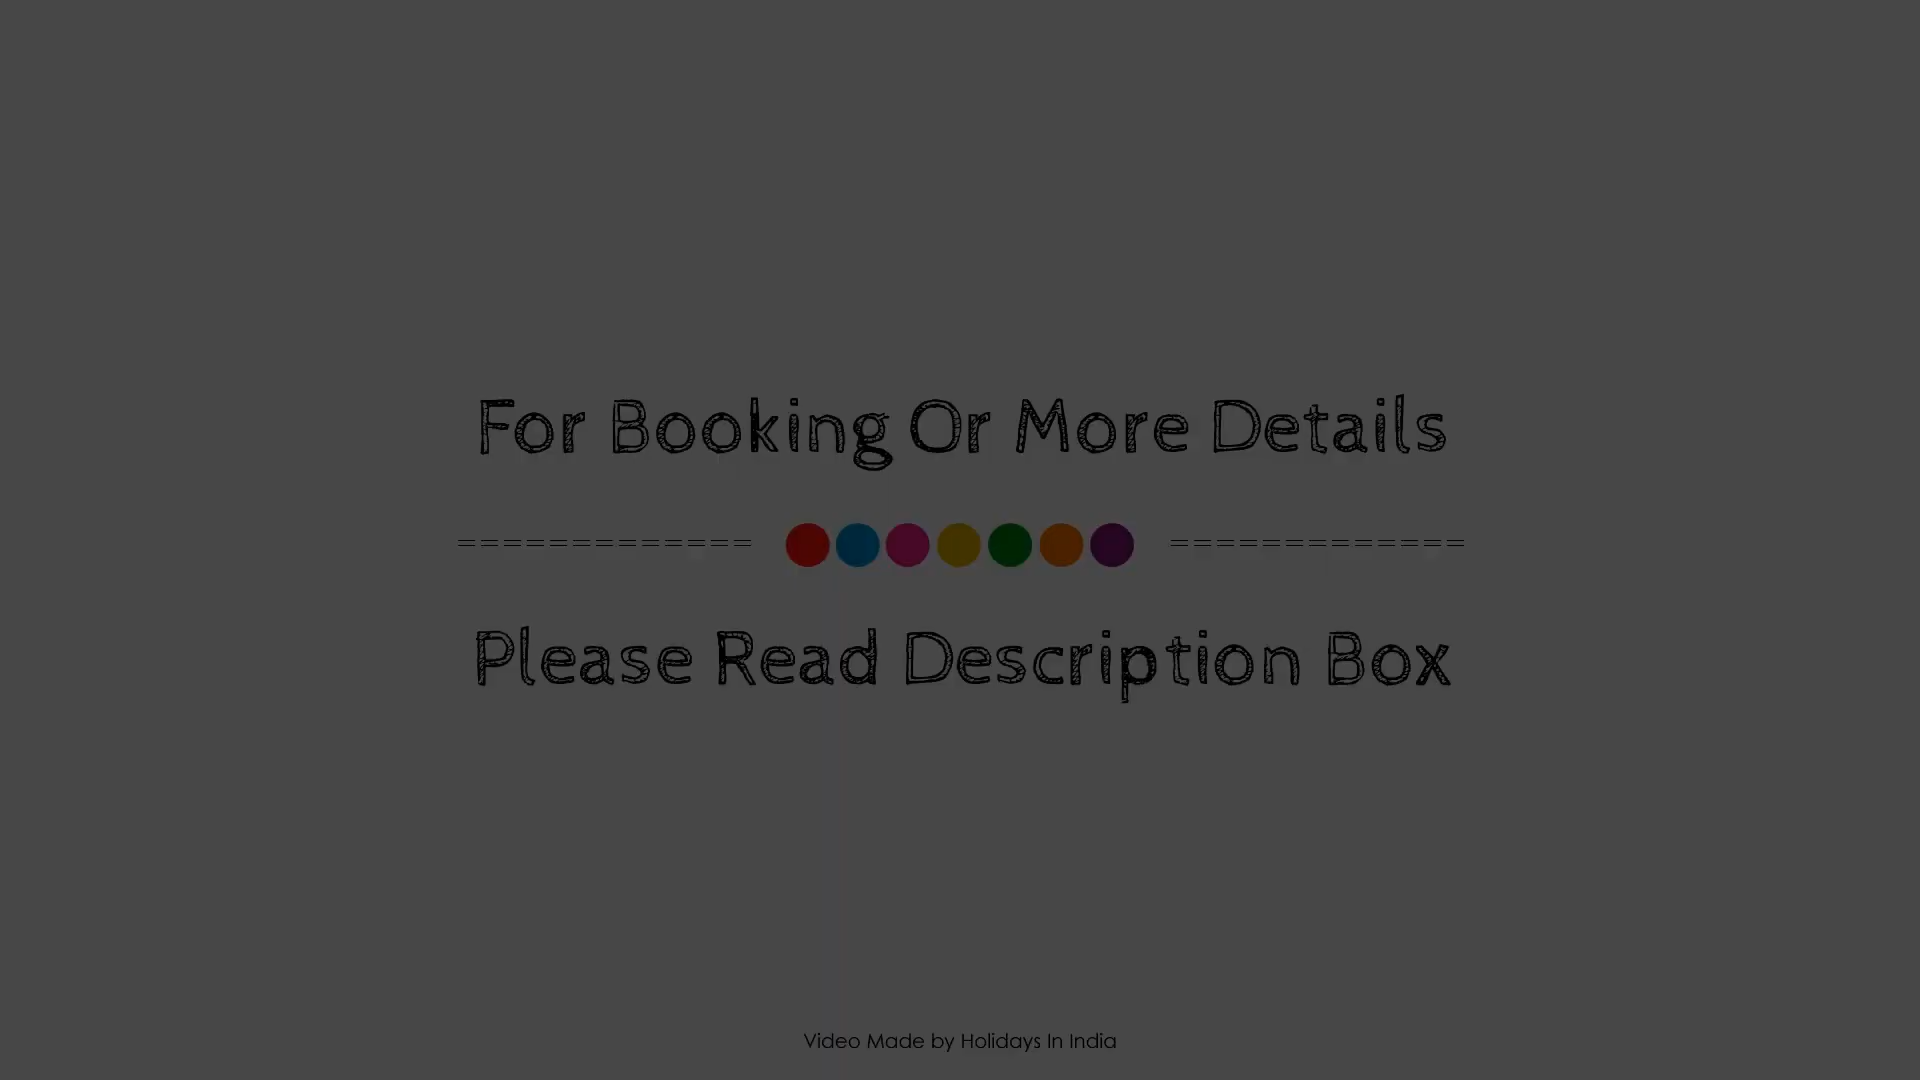 For Booking Or More Details
============= =============
Please Read Description Box
Video Made by Holidays In India